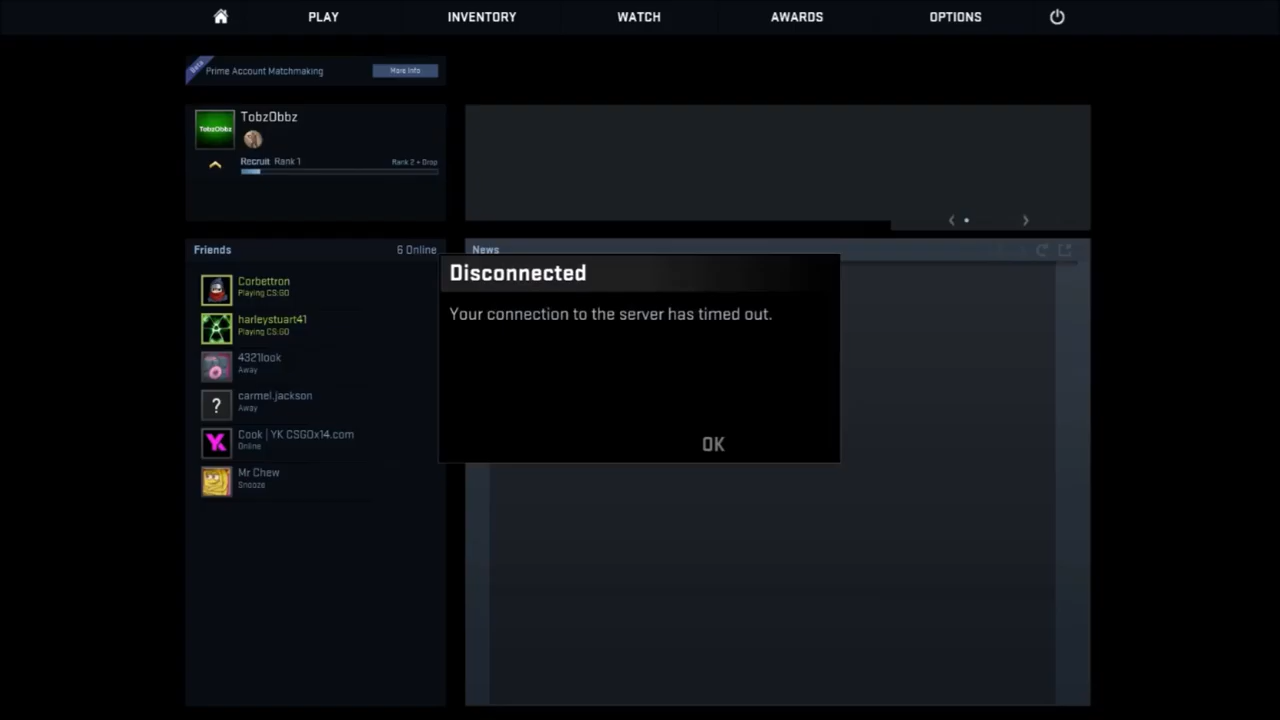 PLAY INVENTORY WATCH AWARDS OPTIONS
Beta
Prime Account Matchmaking More Info
TobzObbz
TobzObbz
Recruit Rank 1 Rank 2 + Drop
Friends 6 Online
News
Corbettron
Playing CS:GO
harleystuart41
Playing CS:GO
4321look
Away
carmel.jackson
Away
?
Cook | YK CSGOx14.com
Online
YK
Mr Chew
Snooze
Disconnected
Your connection to the server has timed out.
OK